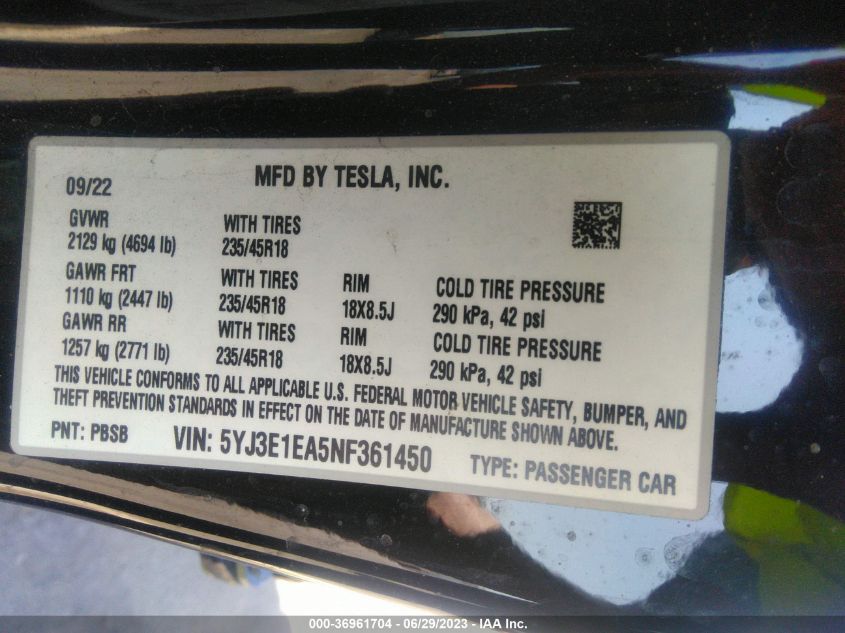 MFD BY TESLA, INC.
09/22
GVWR
2129 kg (4694 lb)
WITH TIRES
235/45R18
GAWR FRT
1110 kg (2447 lb)
WITH TIRES
235/45R18
RIM
18X8.5J
COLD TIRE PRESSURE
290 kPa, 42 psi
GAWR RR
1257 kg (2771 lb)
WITH TIRES
235/45R18
RIM
18X8.5J
COLD TIRE PRESSURE
290 kPa, 42 psi
THIS VEHICLE CONFORMS TO ALL APPLICABLE U.S. FEDERAL MOTOR VEHICLE SAFETY, BUMPER, AND
THEFT PREVENTION STANDARDS IN EFFECT ON THE DATE OF MANUFACTURE SHOWN ABOVE.
PNT: PBSB VIN: 5YJ3E1EA5NF361450 TYPE: PASSENGER CAR
000-36961704 - 06/29/2023 - IAA Inc.